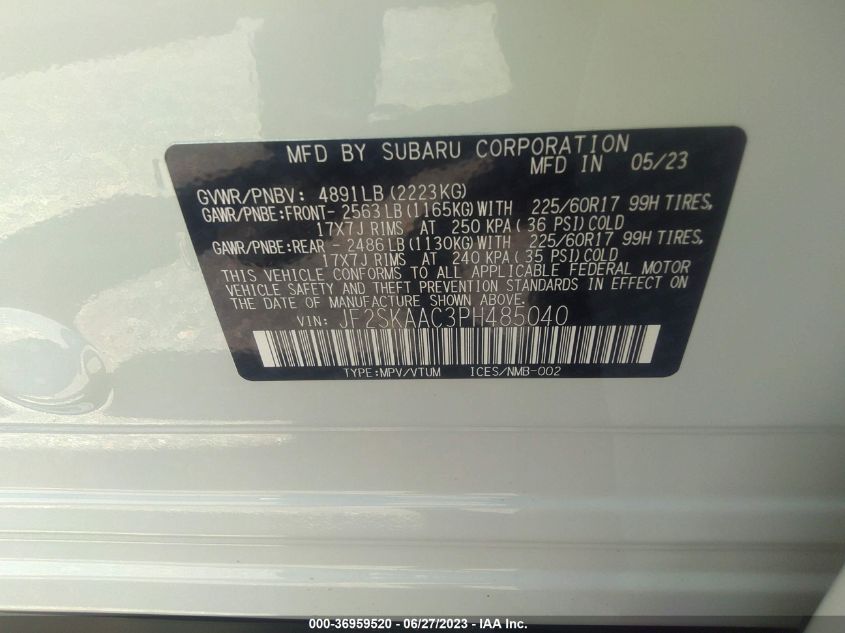 MFD BY SUBARU CORPORATION
MFD IN 05/23
GVWR/PNBV: 4891LB(2223KG)
GAWR/PNBE:FRONT- 2563LB(1165KG)WITH 225/60R17 99H TIRES,
17X7J RIMS AT 250 KPA(36 PSI)COLD
GAWR/PNBE:REAR - 2486LB(1130KG)WITH 225/60R17 99H TIRES,
17X7J RIMS AT 240 KPA(35 PSI)COLD
THIS VEHICLE CONFORMS TO ALL APPLICABLE FEDERAL MOTOR
VEHICLE SAFETY AND THEFT PREVENTION STANDARDS IN EFFECT ON
THE DATE OF MANUFACTURE SHOWN ABOVE.
VIN: JF2SKAAC3PH485040
TYPE:MPV/VTUM ICES/NMB-002
000-36959520 - 06/27/2023 - IAA Inc.